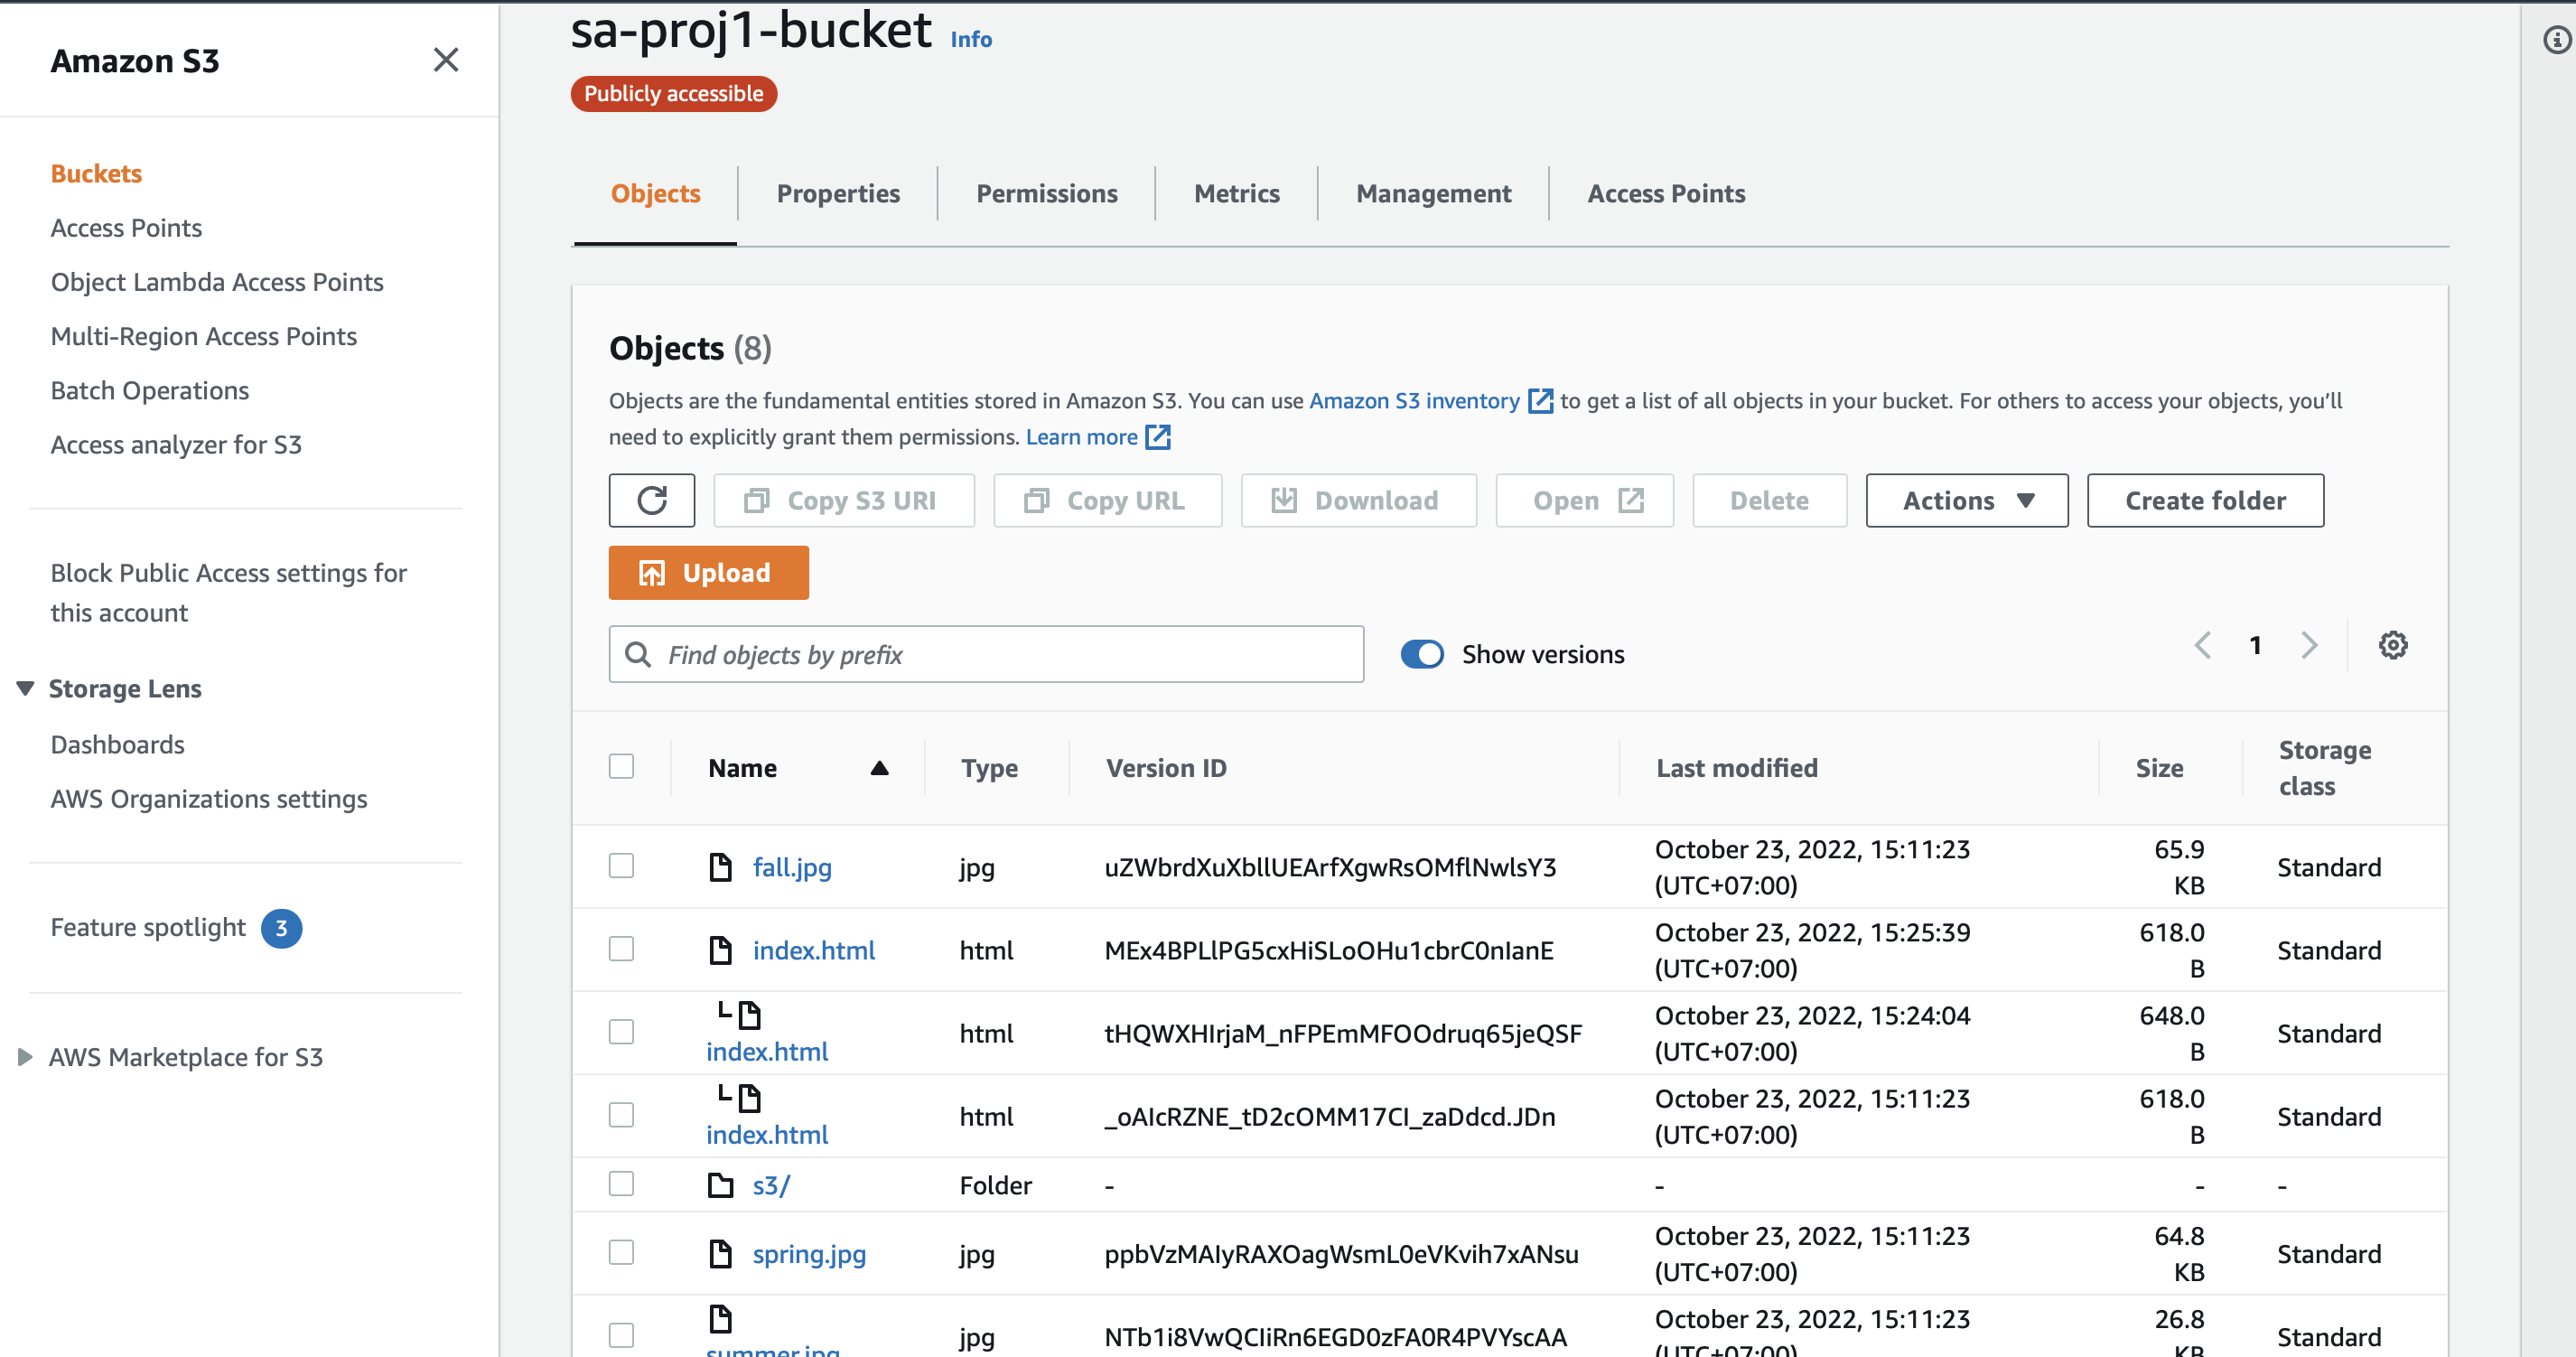 Amazon S3
Buckets
Access Points
Object Lambda Access Points
Multi-Region Access Points
Batch Operations
Access analyzer for S3
Block Public Access settings for
this account
Storage Lens
Dashboards
AWS Organizations settings
Feature spotlight 3
AWS Marketplace for S3
sa-proj1-bucket Info
Publicly accessible
Objects Properties Permissions Metrics Management Access Points
Objects (8)
Objects are the fundamental entities stored in Amazon S3. You can use Amazon S3 inventory to get a list of all objects in your bucket. For others to access your objects, you’ll
need to explicitly grant them permissions. Learn more
Copy S3 URI Copy URL Download Open Delete Actions Create folder
Upload
Find objects by prefix Show versions 1
Name Type Version ID Last modified Size Storage
class
fall.jpg jpg uZWbrdXuXbllUEArfXgwRsOMflNwlsY3 October 23, 2022, 15:11:23 65.9 Standard
(UTC+07:00) KB
index.html html MEx4BPLlPG5cxHiSLoOHu1cbrC0nIanE October 23, 2022, 15:25:39 618.0 Standard
(UTC+07:00) B
index.html html tHQWXHIrjaM_nFPEmMFOOdruq65jeQSF October 23, 2022, 15:24:04 648.0 Standard
(UTC+07:00) B
index.html html _oAIcRZNE_tD2cOMM17CI_zaDdcd.JDn October 23, 2022, 15:11:23 618.0 Standard
(UTC+07:00) B
s3/ Folder - - - -
spring.jpg jpg ppbVzMAIyRAXOagWsmL0eVKvih7xANsu October 23, 2022, 15:11:23 64.8 Standard
(UTC+07:00) KB
summer.jpg jpg NTb1i8VwQCIiRn6EGD0zFA0R4PVYscAA October 23, 2022, 15:11:23 26.8 Standard
(UTC+07:00) KB